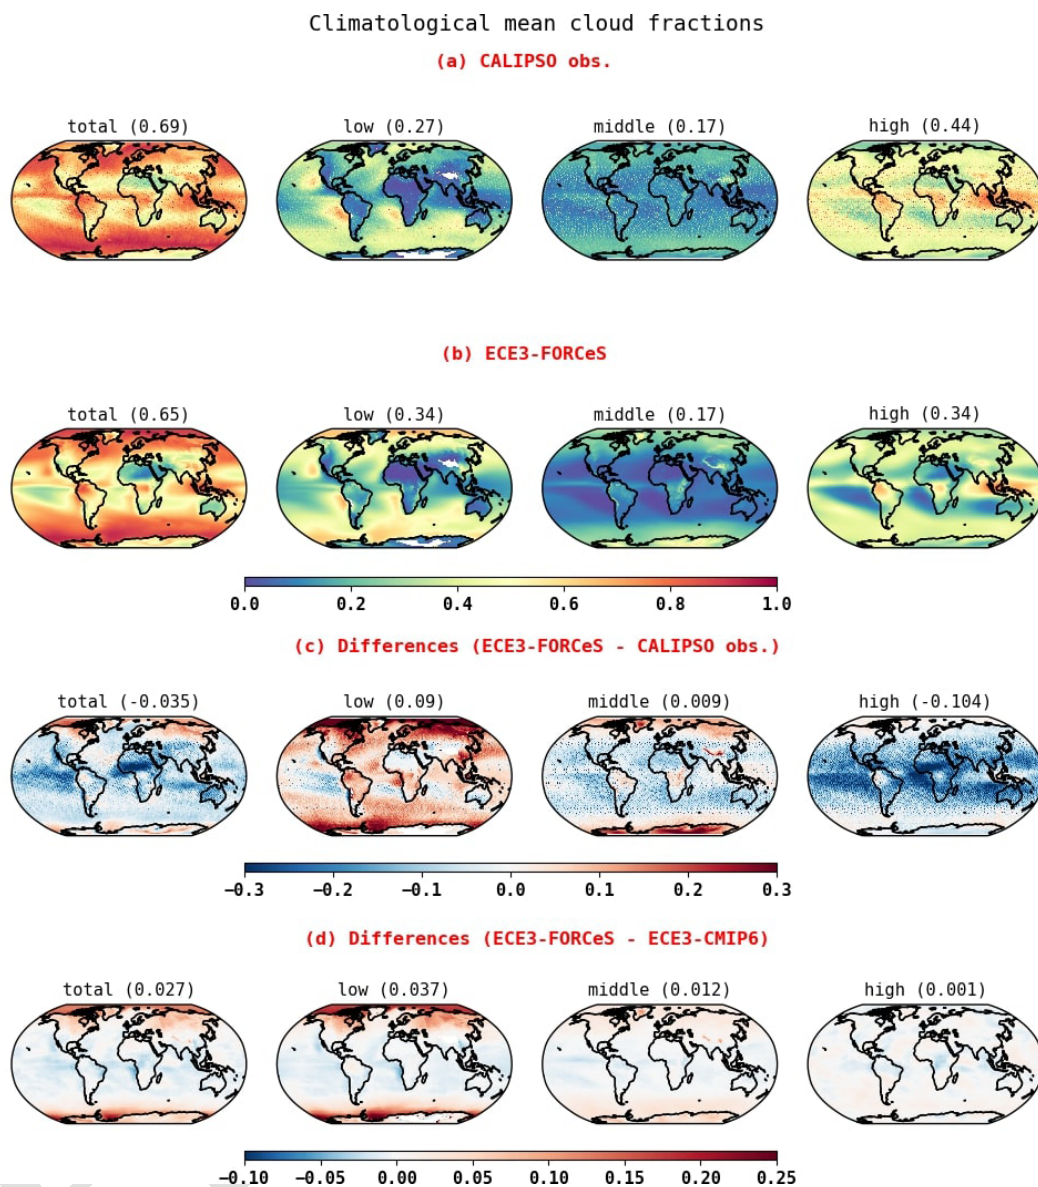 Climatological mean cloud fractions
(a) CALIPSO obs.
total (0.69) low (0.27) middle (0.17) high (0.44)
(b) ECE3-FORCeS
total (0.65) low (0.34) middle (0.17) high (0.34)
0.0 0.2 0.4 0.6 0.8 1.0
(c) Differences (ECE3-FORCeS - CALIPSO obs.)
total (-0.035) low (0.09) middle (0.009) high (-0.104)
−0.3 −0.2 −0.1 0.0 0.1 0.2 0.3
(d) Differences (ECE3-FORCeS - ECE3-CMIP6)
total (0.027) low (0.037) middle (0.012) high (0.001)
−0.10 −0.05 0.00 0.05 0.10 0.15 0.20 0.25